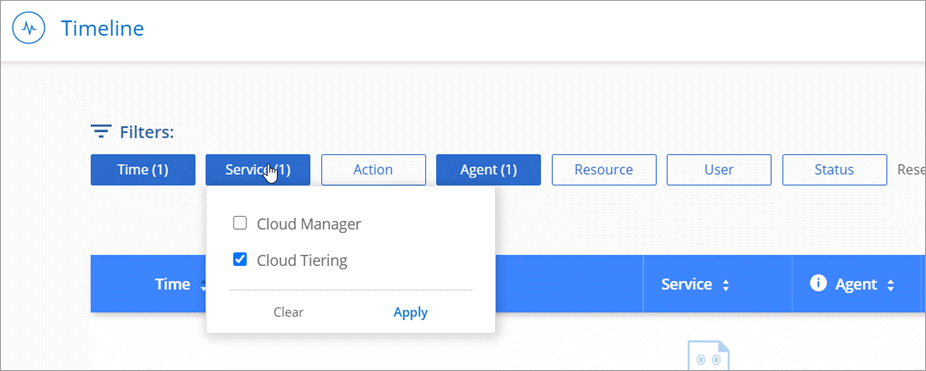 Timeline
Filters:
Time (1) Service (1) Action Agent (1) Resource User Status Rese
Cloud Manager
Cloud Tiering
Clear Apply
Time Service Agent